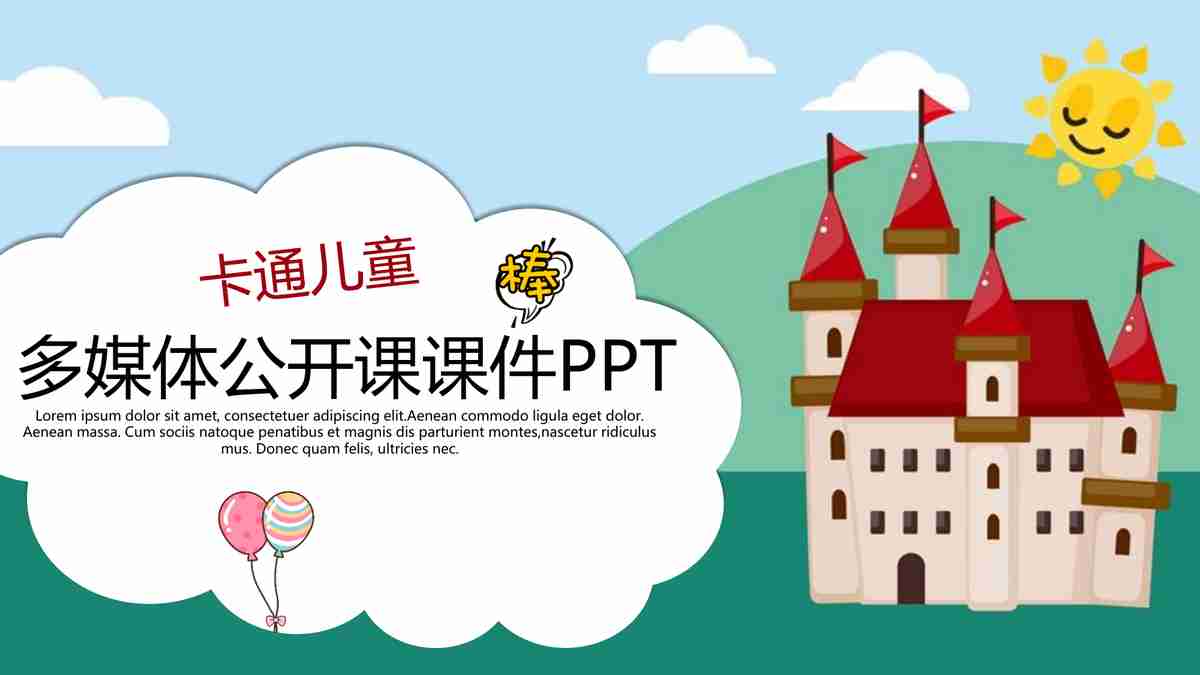 卡通儿童
棒
多媒体公开课课件PPT
Lorem ipsum dolor sit amet, consectetuer adipiscing elit.Aenean commodo ligula eget dolor.
Aenean massa. Cum sociis natoque penatibus et magnis dis parturient montes,nascetur ridiculus
mus. Donec quam felis, ultricies nec.